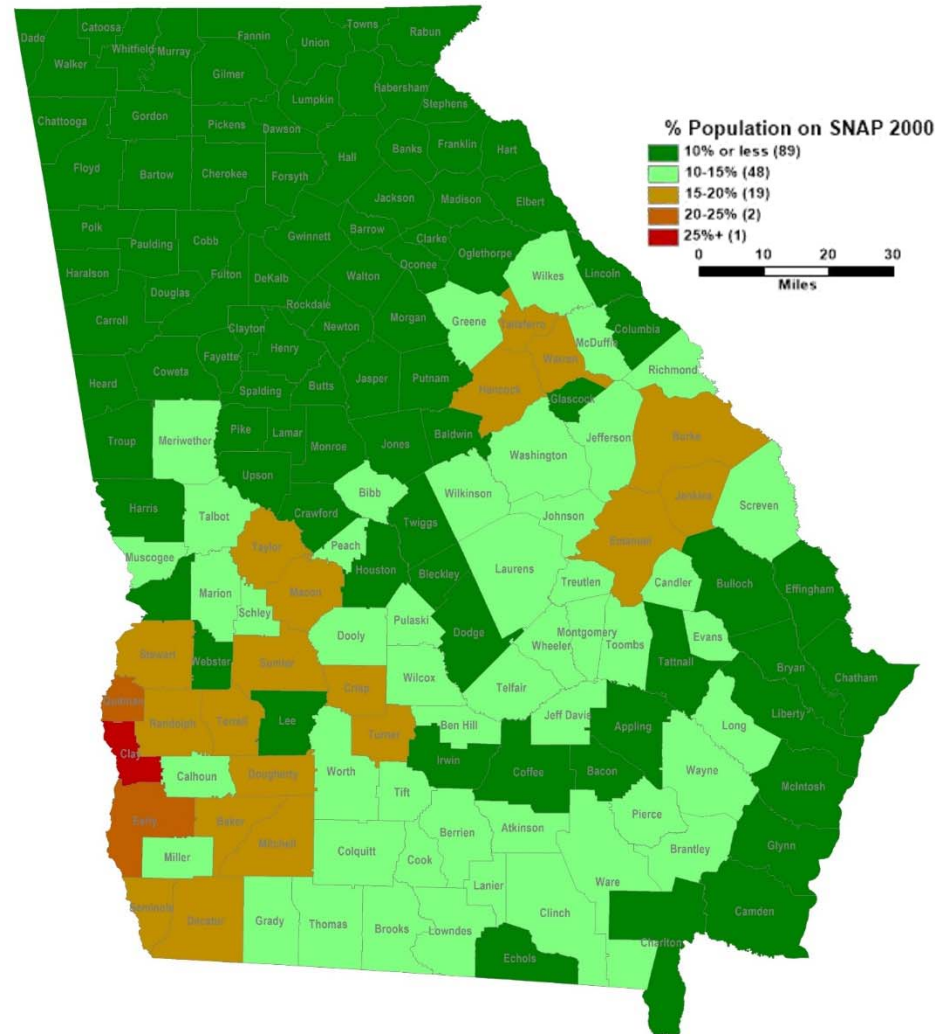 Dade
Catoosa
Whitfield
Murray
Fannin
Union
Towns
Rabun
Walker
Gilmer
Habersham
Stephens
Lumpkin
Chattooga
Gordon
Pickens
Dawson
Hall
Banks
Franklin
Hart
Floyd
Bartow
Cherokee
Forsyth
Jackson
Madison
Elbert
Polk
Paulding
Cobb
Gwinnett
Barrow
Clarke
Oglethorpe
Oconee
Haralson
Douglas
Fulton
DeKalb
Walton
Wilkes
Lincoln
Carroll
Rockdale
Clayton
Newton
Morgan
Greene
Taliaferro
McDuffie
Columbia
Fayette
Henry
Warren
Richmond
Heard
Coweta
Spalding
Butts
Jasper
Putnam
Hancock
Glascock
Troup
Meriwether
Pike
Lamar
Monroe
Jones
Baldwin
Washington
Jefferson
Burke
Upson
Harris
Talbot
Bibb
Wilkinson
Crawford
Twiggs
Johnson
Jenkins
Screven
Muscogee
Taylor
Peach
Houston
Bleckley
Laurens
Emanuel
Marion
Macon
Treutlen
Candler
Bulloch
Effingham
Schley
Dooly
Pulaski
Dodge
Montgomery
Wheeler
Toombs
Evans
Stewart
Webster
Sumter
Crisp
Wilcox
Telfair
Tattnall
Bryan
Chatham
Quitman
Randolph
Terrell
Lee
Turner
Ben Hill
Jeff Davis
Appling
Long
Liberty
Clay
Calhoun
Dougherty
Worth
Irwin
Coffee
Bacon
Wayne
McIntosh
Tift
Early
Baker
Mitchell
Miller
Colquitt
Cook
Berrien
Atkinson
Pierce
Brantley
Glynn
Lanier
Ware
Seminole
Decatur
Grady
Thomas
Brooks
Lowndes
Clinch
Echols
Charlton
Camden
% Population on SNAP 2000
10% or less (89)
10-15% (48)
15-20% (19)
20-25% (2)
25%+ (1)
0 10 20 30
Miles